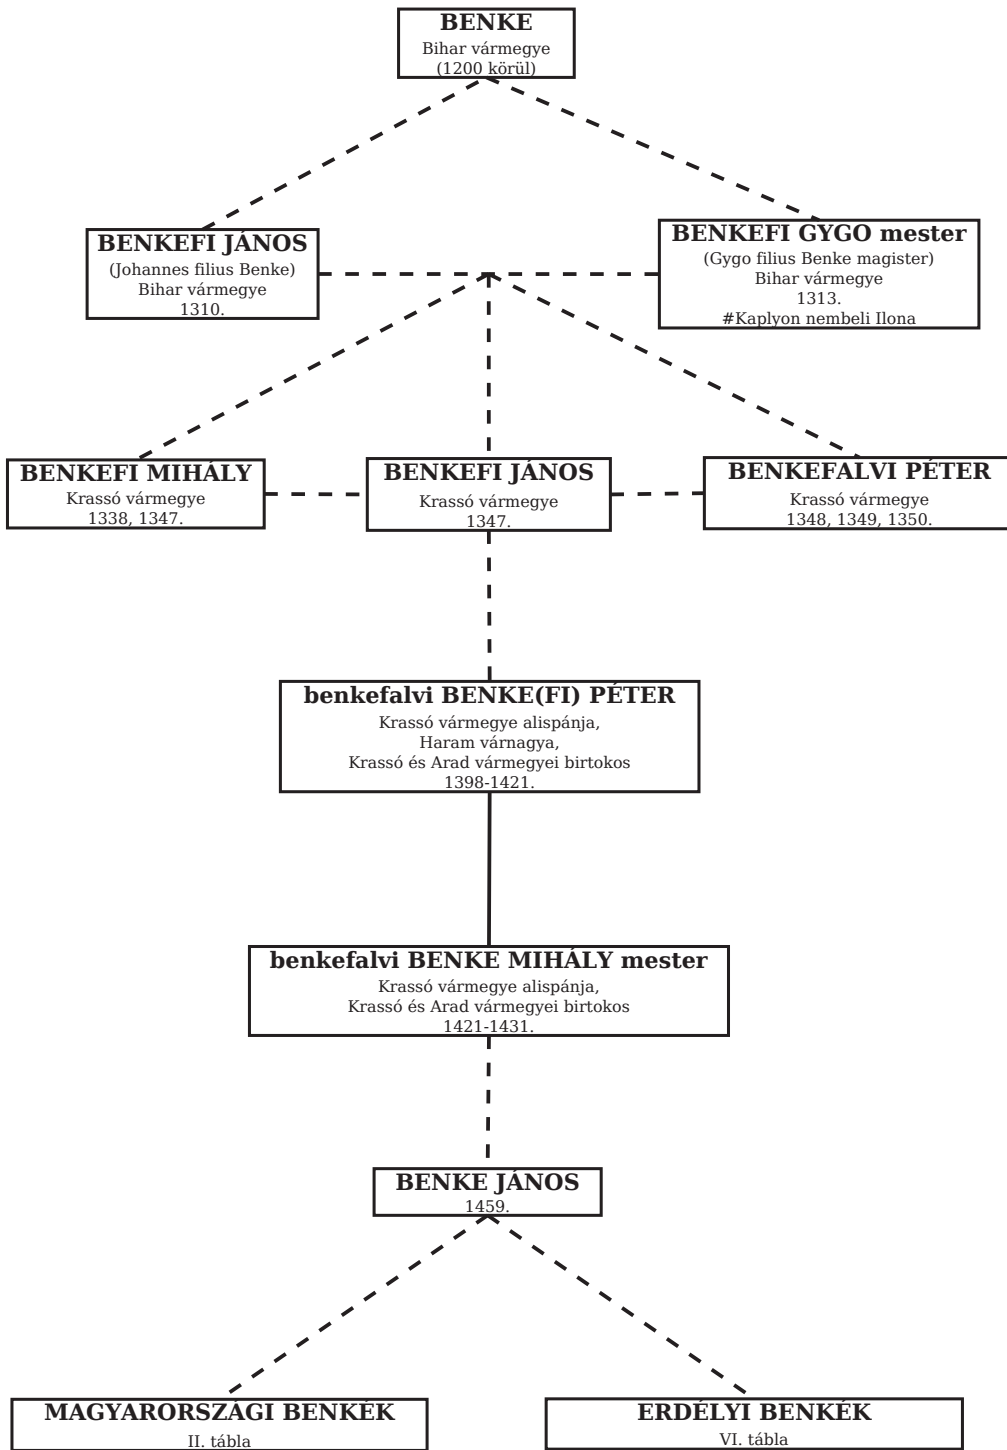 BENKE
Bihar vármegye
(1200 körül)
BENKEFI JÁNOS
(Johannes filius Benke)
Bihar vármegye
1310.
BENKEFI GYGO mester
(Gygo filius Benke magister)
Bihar vármegye
1313.
#Kaplyon nembeli Ilona
BENKEFI MIHÁLY
Krassó vármegye
1338, 1347.
BENKEFI JÁNOS
Krassó vármegye
1347.
BENKEFALVI PÉTER
Krassó vármegye
1348, 1349, 1350.
benkefalvi BENKE(FI) PÉTER
Krassó vármegye alispánja,
Haram várnagya,
Krassó és Arad vármegyei birtokos
1398-1421.
benkefalvi BENKE MIHÁLY mester
Krassó vármegye alispánja,
Krassó és Arad vármegyei birtokos
1421-1431.
BENKE JÁNOS
1459.
MAGYARORSZÁGI BENKÉK
II. tábla
ERDÉLYI BENKÉK
VI. tábla